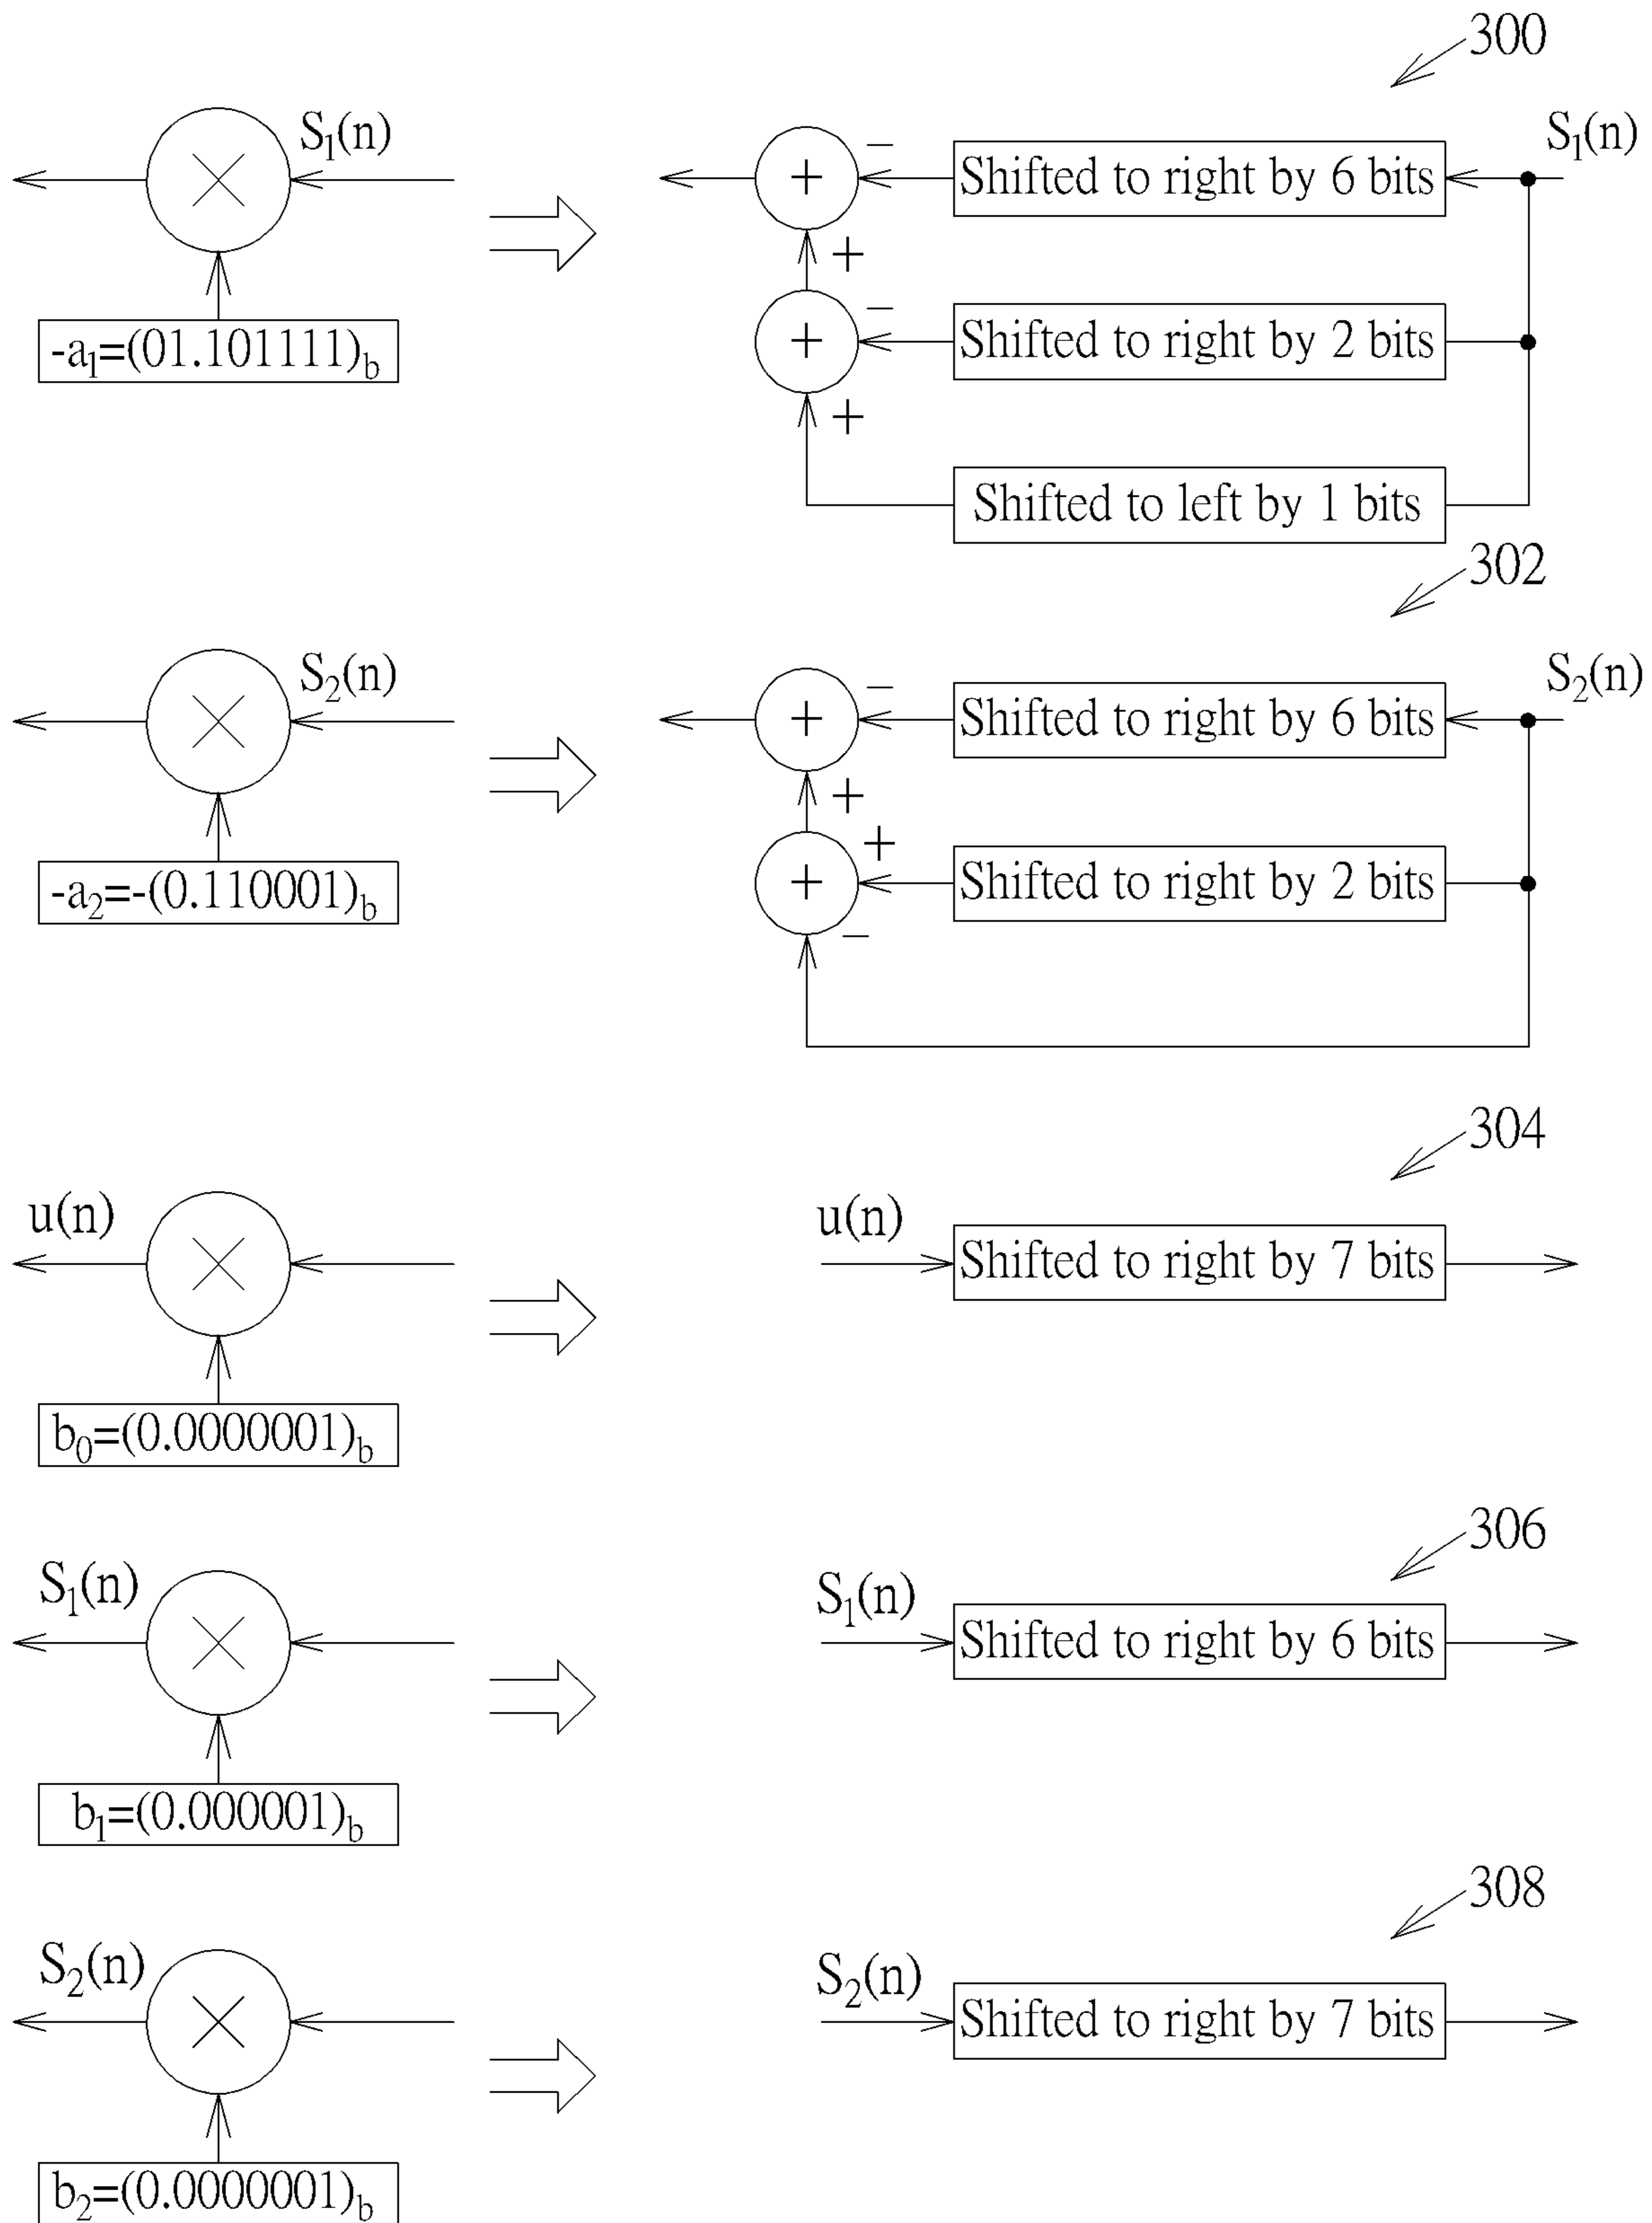 300
S₁(n)
S₁(n)
−
+
Shifted to right by 6 bits
+
−
-a₁=(01.101111)b
+
Shifted to right by 2 bits
+
Shifted to left by 1 bits
302
S₂(n)
S₂(n)
−
+
Shifted to right by 6 bits
+
+
-a₂=-(0.110001)b
+
Shifted to right by 2 bits
−
304
u(n)
u(n)
Shifted to right by 7 bits
b₀=(0.0000001)b
306
S₁(n)
S₁(n)
Shifted to right by 6 bits
b₁=(0.000001)b
308
S₂(n)
S₂(n)
Shifted to right by 7 bits
b₂=(0.0000001)b